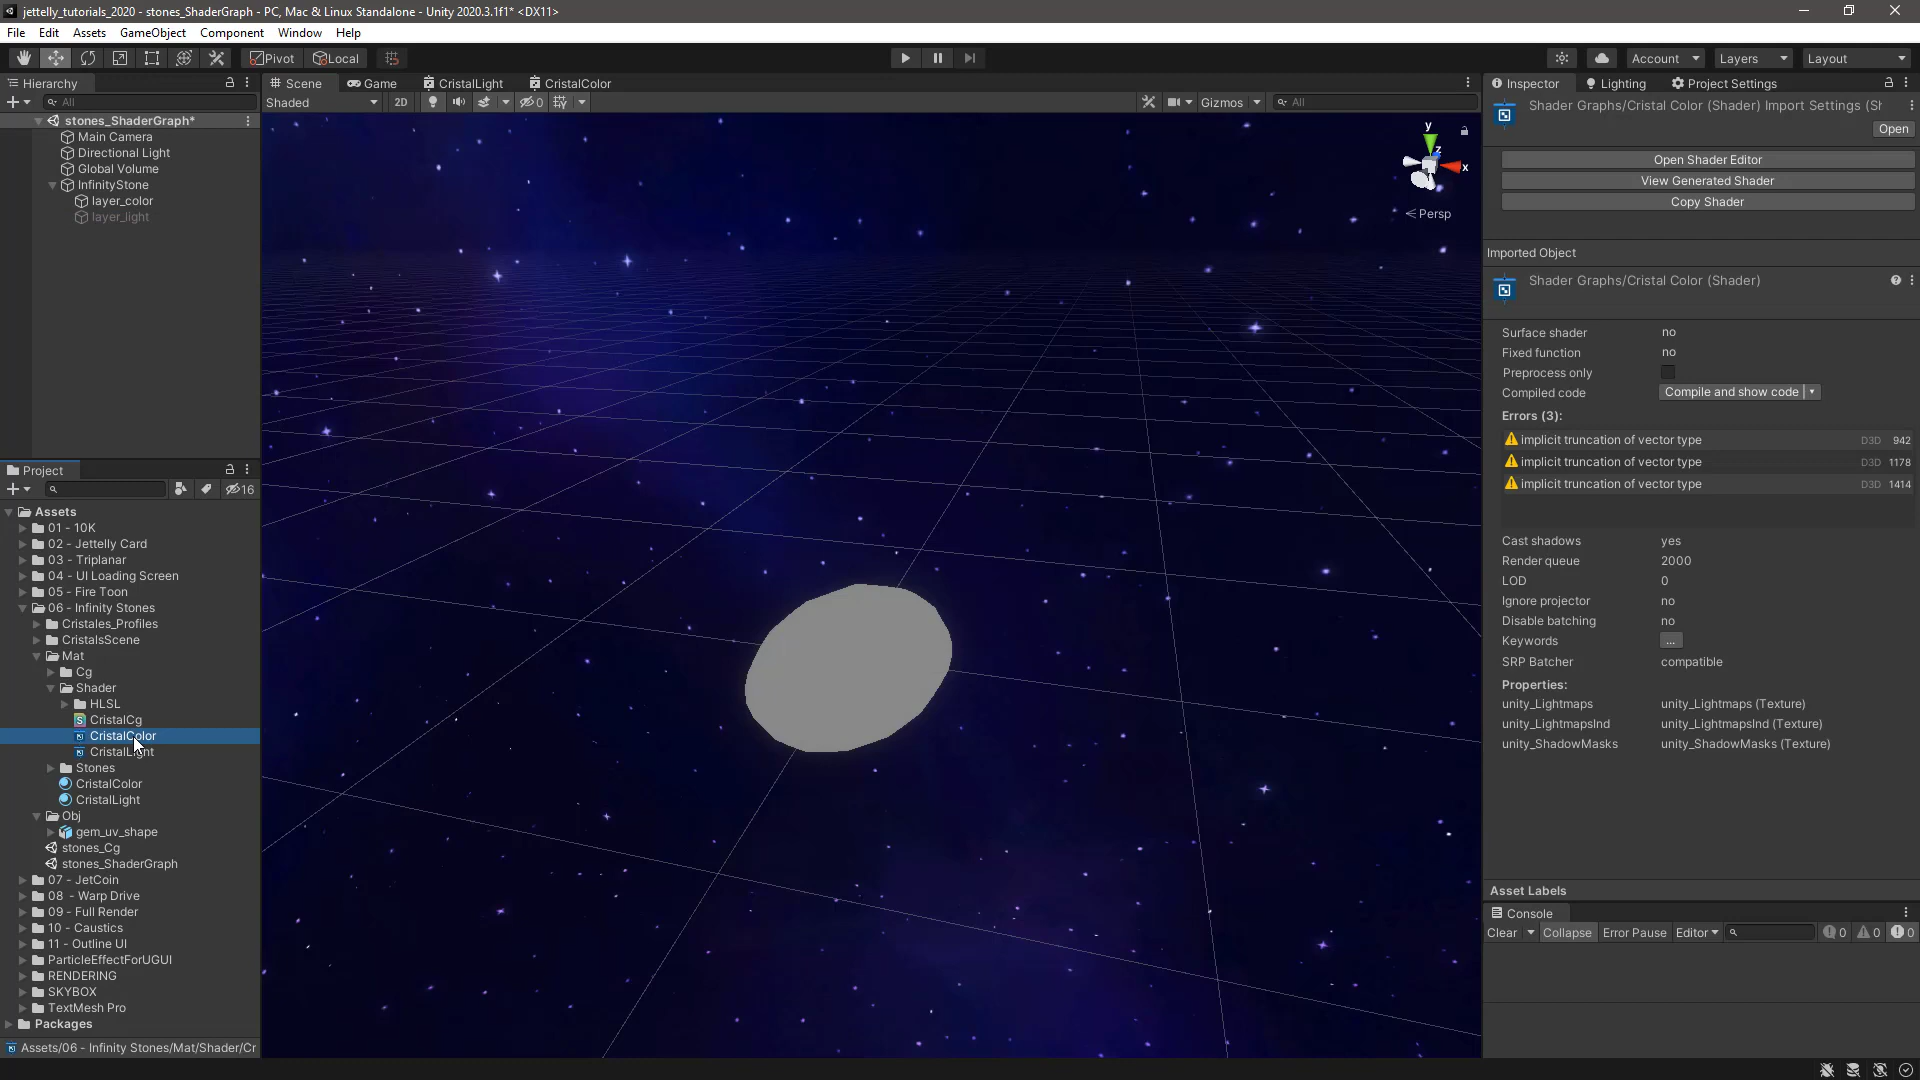 jettelly_tutorials_2020 - stones_ShaderGraph - PC, Mac & Linux Standalone - Unity 2020.3.1f1* <DX11>
File Edit Assets GameObject Component Window Help
Pivot Local Account Layers Layout
Hierarchy
All
stones_ShaderGraph*
Main Camera
Directional Light
Global Volume
InfinityStone
layer_color
layer_light
Project
16
Assets
01 - 10K
02 - Jettelly Card
03 - Triplanar
04 - UI Loading Screen
05 - Fire Toon
06 - Infinity Stones
Cristales_Profiles
CristalsScene
Mat
Cg
Shader
HLSL
CristalCg
CristalColor
CristalLight
Stones
CristalColor
CristalLight
Obj
gem_uv_shape
stones_Cg
stones_ShaderGraph
07 - JetCoin
08  - Warp Drive
09 - Full Render
10 - Caustics
11 - Outline UI
ParticleEffectForUGUI
RENDERING
SKYBOX
TextMesh Pro
Packages
Assets/06 - Infinity Stones/Mat/Shader/Cr
Scene Game CristalLight CristalColor
Shaded 2D 0 Gizmos All
y
z
x
Persp
Inspector Lighting Project Settings
Shader Graphs/Cristal Color (Shader) Import Settings (Sh
Open
Open Shader Editor
View Generated Shader
Copy Shader
Imported Object
Shader Graphs/Cristal Color (Shader)
Surface shader no
Fixed function no
Preprocess only
Compiled code Compile and show code
Errors (3):
implicit truncation of vector type D3D 942
implicit truncation of vector type D3D 1178
implicit truncation of vector type D3D 1414
Cast shadows yes
Render queue 2000
LOD 0
Ignore projector no
Disable batching no
Keywords ...
SRP Batcher compatible
Properties:
unity_Lightmaps unity_Lightmaps (Texture)
unity_LightmapsInd unity_LightmapsInd (Texture)
unity_ShadowMasks unity_ShadowMasks (Texture)
Asset Labels
Console
Clear Collapse Error Pause Editor 0 0 0